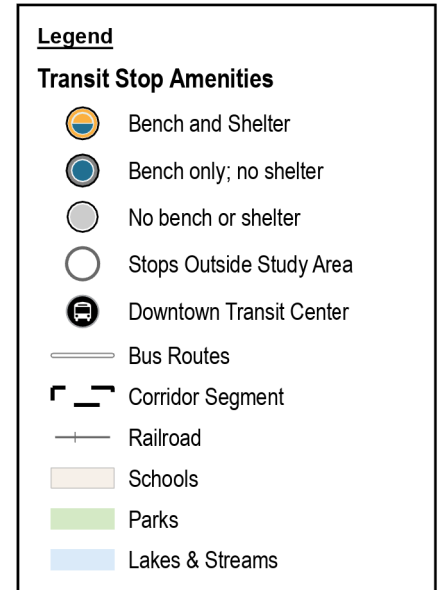 Legend
Transit Stop Amenities
Bench and Shelter
Bench only; no shelter
No bench or shelter
Stops Outside Study Area
Downtown Transit Center
Bus Routes
Corridor Segment
Railroad
Schools
Parks
Lakes & Streams